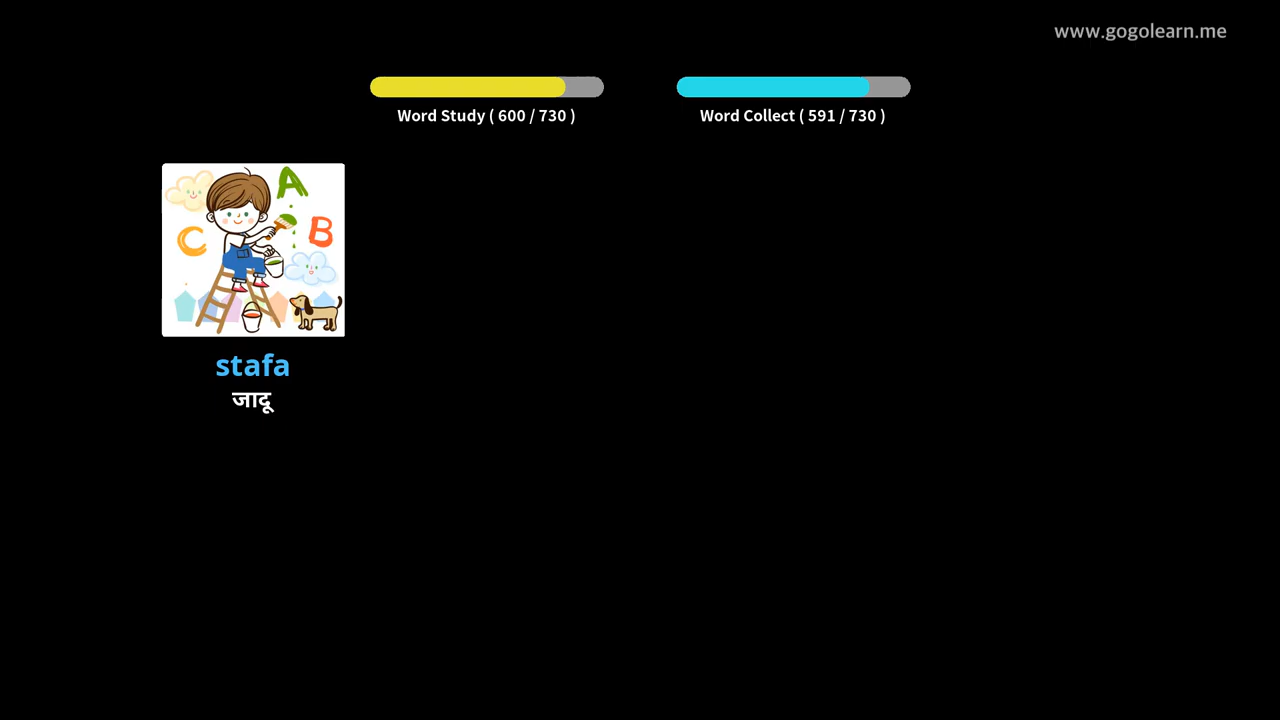 www.gogolearn.me
Word Study ( 600 / 730 )
Word Collect ( 591 / 730 )
A
B
C
stafa
जादू